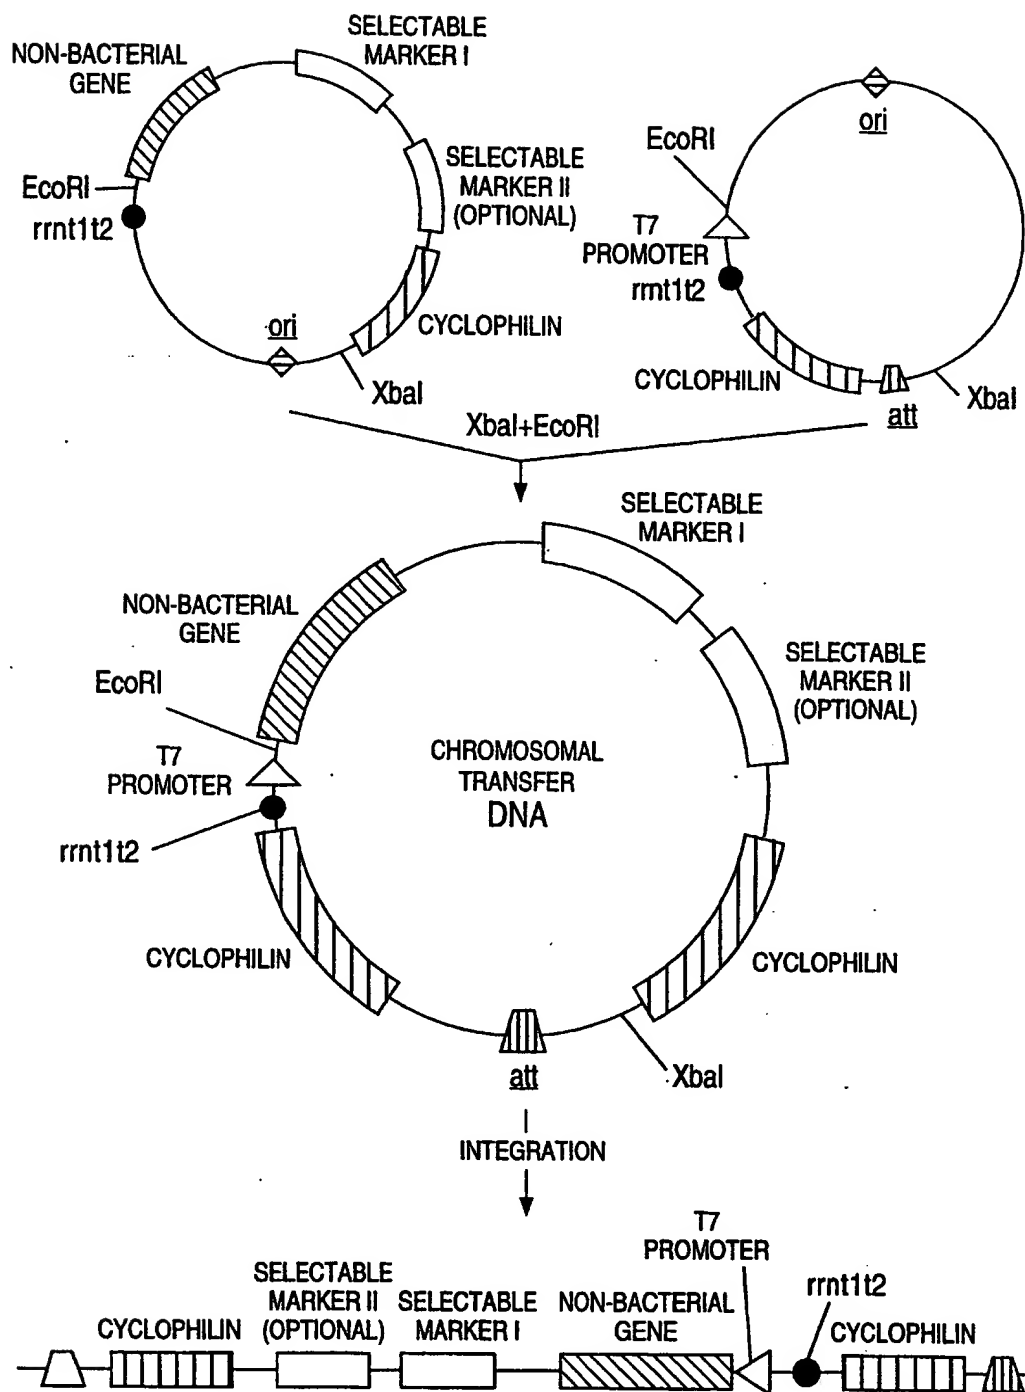 SELECTABLE
MARKER I
NON-BACTERIAL
GENE
SELECTABLE
MARKER II
(OPTIONAL)
EcoRI
rrnt1t2
CYCLOPHILIN
ori
XbaI
ori
EcoRI
T7
PROMOTER
rrnt1t2
CYCLOPHILIN
att
XbaI
XbaI+EcoRI
SELECTABLE
MARKER I
NON-BACTERIAL
GENE
SELECTABLE
MARKER II
(OPTIONAL)
EcoRI
T7
PROMOTER
CHROMOSOMAL
TRANSFER
DNA
rrnt1t2
CYCLOPHILIN
CYCLOPHILIN
att
XbaI
INTEGRATION
T7
PROMOTER
rrnt1t2
CYCLOPHILIN
SELECTABLE
MARKER II
(OPTIONAL)
SELECTABLE
MARKER I
NON-BACTERIAL
GENE
CYCLOPHILIN